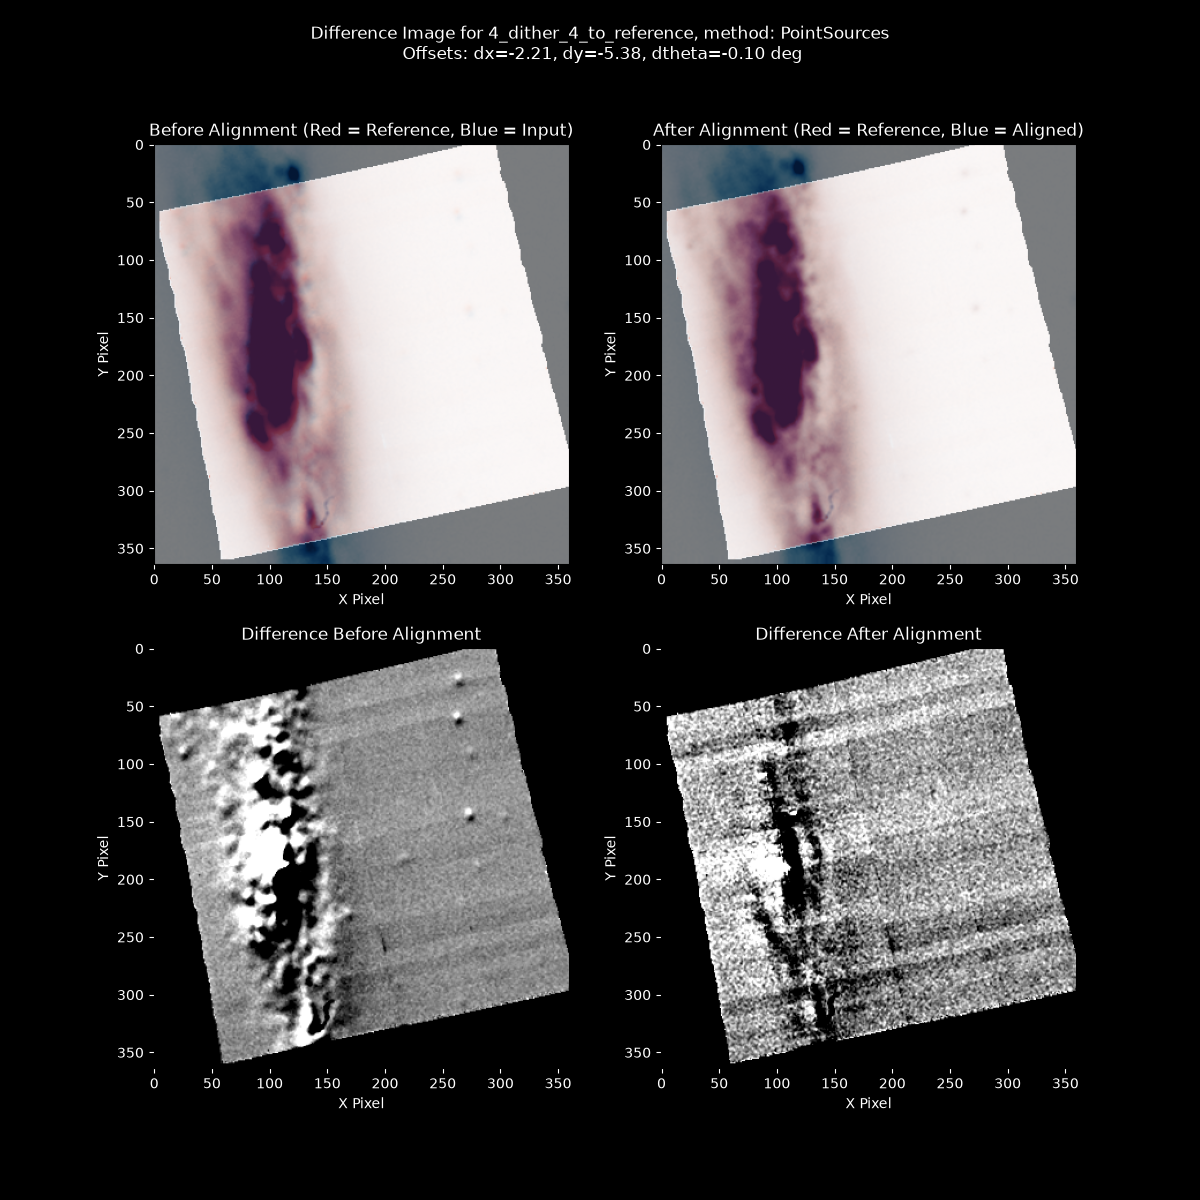 Difference Image for 4_dither_4_to_reference, method: PointSources
Offsets: dx=-2.21, dy=-5.38, dtheta=-0.10 deg
Before Alignment (Red = Reference, Blue = Input)
After Alignment (Red = Reference, Blue = Aligned)
0
50
100
150
200
250
300
350
Y Pixel
0 50 100 150 200 250 300 350
X Pixel
0
50
100
150
200
250
300
350
Y Pixel
0 50 100 150 200 250 300 350
X Pixel
Difference Before Alignment
Difference After Alignment
0
50
100
150
200
250
300
350
Y Pixel
0 50 100 150 200 250 300 350
X Pixel
0
50
100
150
200
250
300
350
Y Pixel
0 50 100 150 200 250 300 350
X Pixel